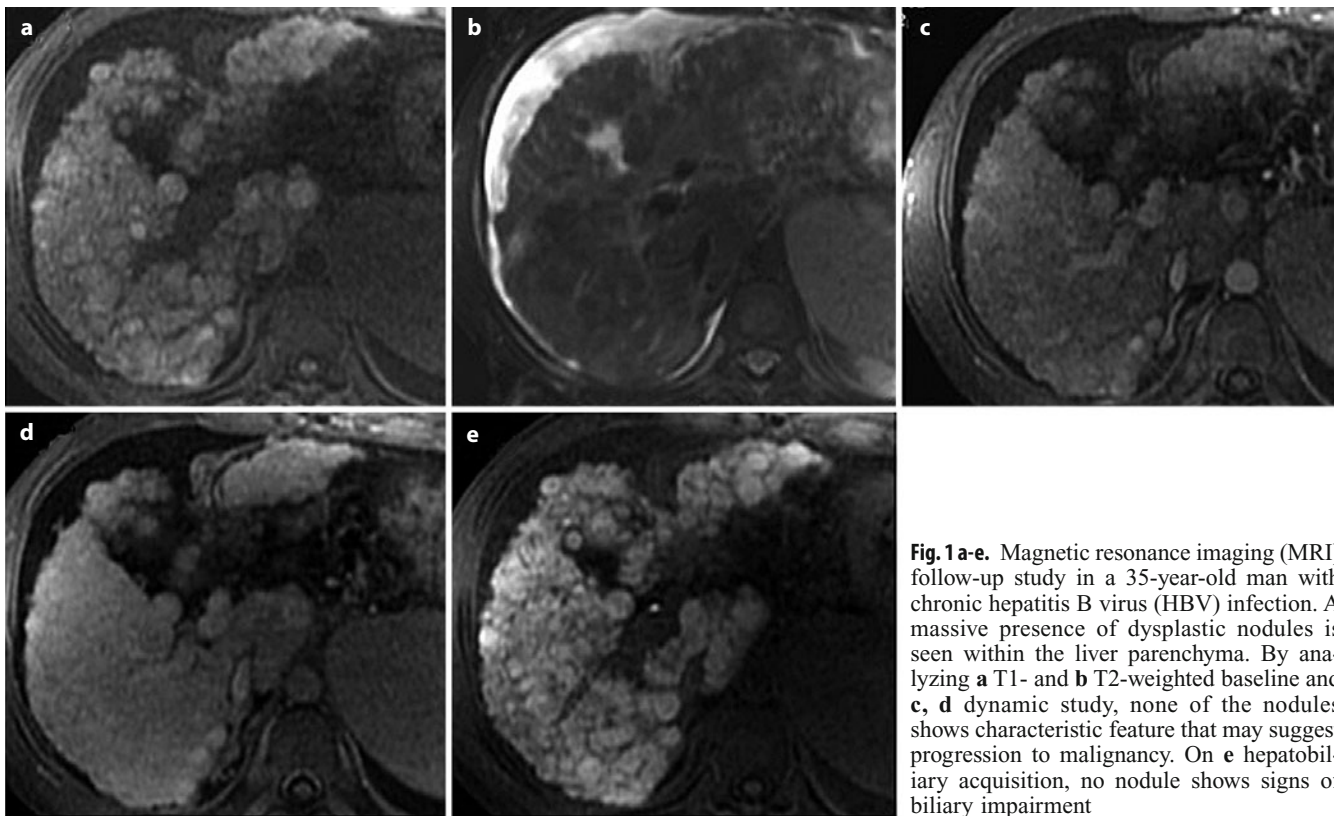 a
b
c
d
e
Fig. 1 a-e. Magnetic resonance imaging (MRI)
follow-up study in a 35-year-old man with
chronic hepatitis B virus (HBV) infection. A
massive presence of dysplastic nodules is
seen within the liver parenchyma. By ana-
lyzing a T1- and b T2-weighted baseline and
c, d dynamic study, none of the nodules
shows characteristic feature that may suggest
progression to malignancy. On e hepatobil-
iary acquisition, no nodule shows signs of
biliary impairment